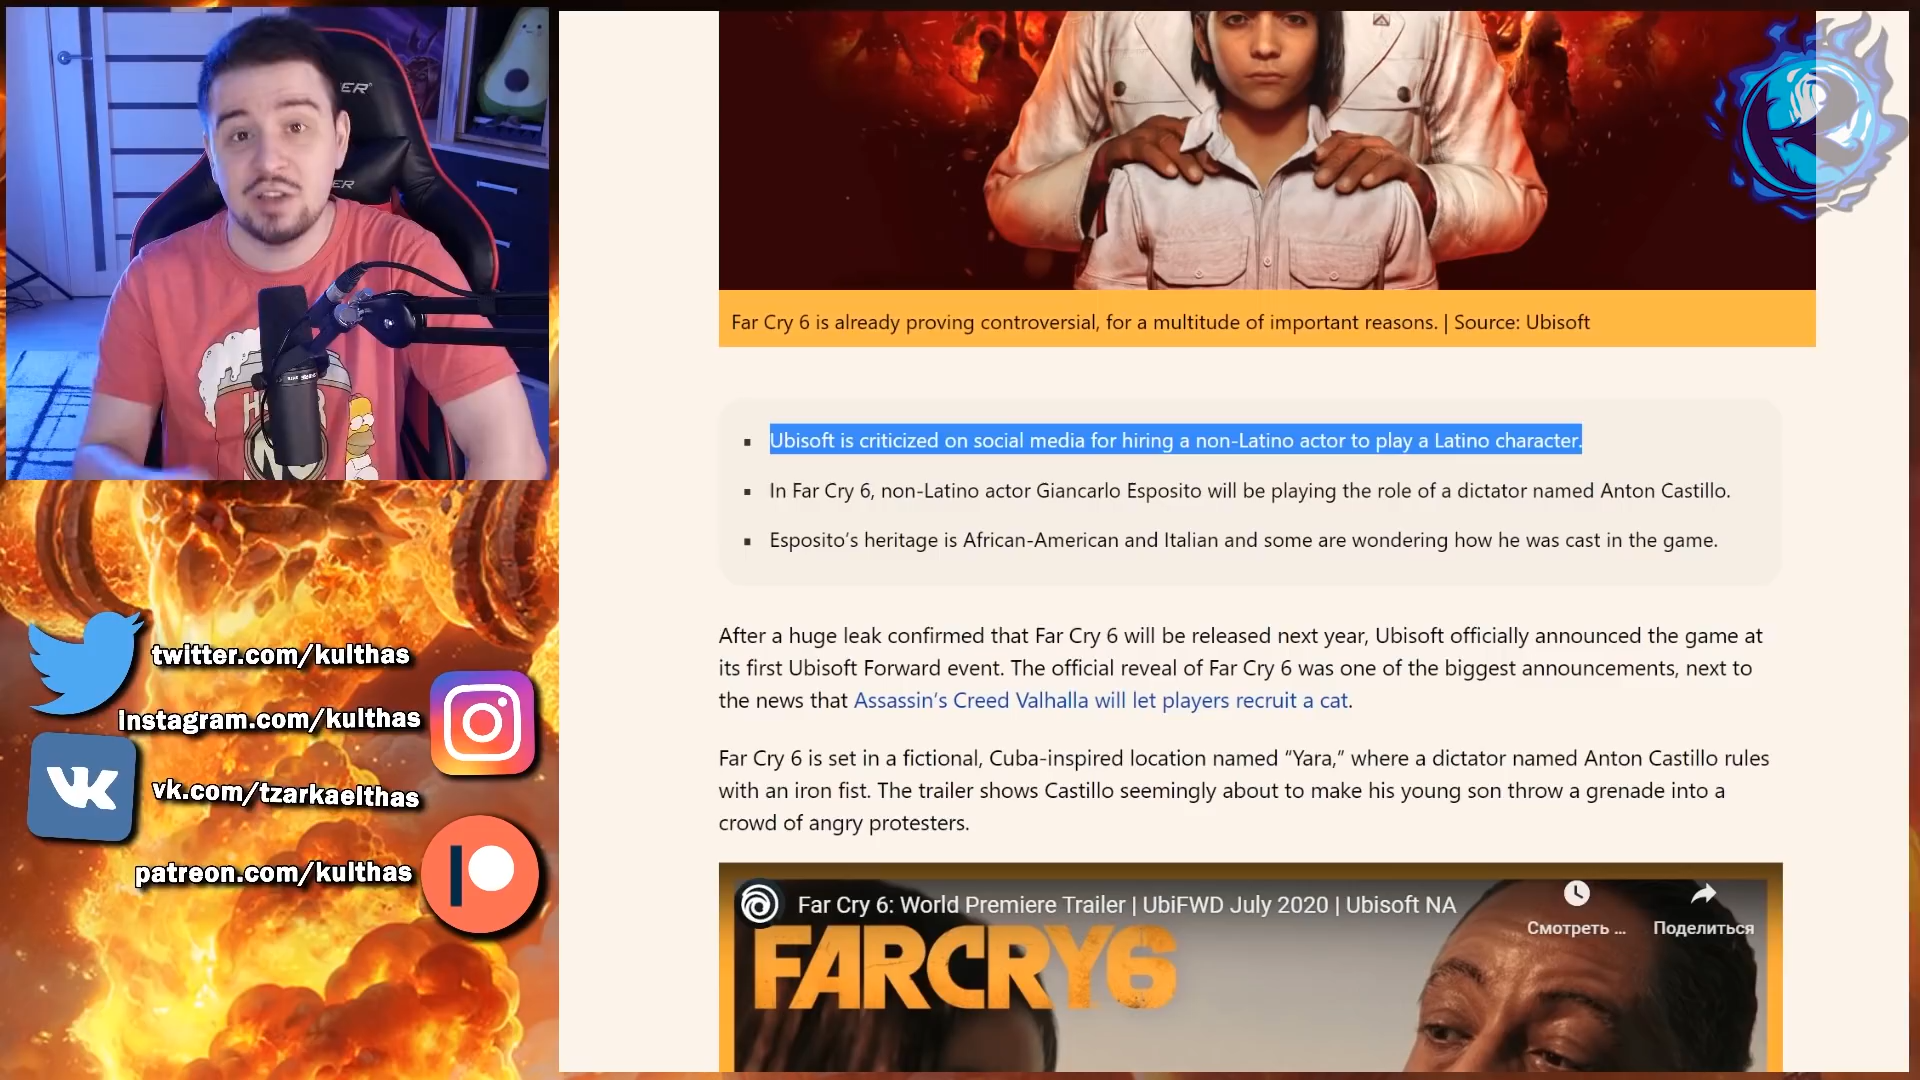 Far Cry 6 is already proving controversial, for a multitude of important reasons. | Source: Ubisoft
Ubisoft is criticized on social media for hiring a non-Latino actor to play a Latino character.
In Far Cry 6, non-Latino actor Giancarlo Esposito will be playing the role of a dictator named Anton Castillo.
Esposito’s heritage is African-American and Italian and some are wondering how he was cast in the game.
After a huge leak confirmed that Far Cry 6 will be released next year, Ubisoft officially announced the game at
its first Ubisoft Forward event. The official reveal of Far Cry 6 was one of the biggest announcements, next to
the news that Assassin’s Creed Valhalla will let players recruit a cat.
Far Cry 6 is set in a fictional, Cuba-inspired location named “Yara,” where a dictator named Anton Castillo rules
with an iron fist. The trailer shows Castillo seemingly about to make his young son throw a grenade into a
crowd of angry protesters.
Far Cry 6: World Premiere Trailer | UbiFWD July 2020 | Ubisoft NA
Смотреть ...
Поделиться
FARCRY6
twitter.com/kulthas
instagram.com/kulthas
vk.com/tzarkaelthas
patreon.com/kulthas